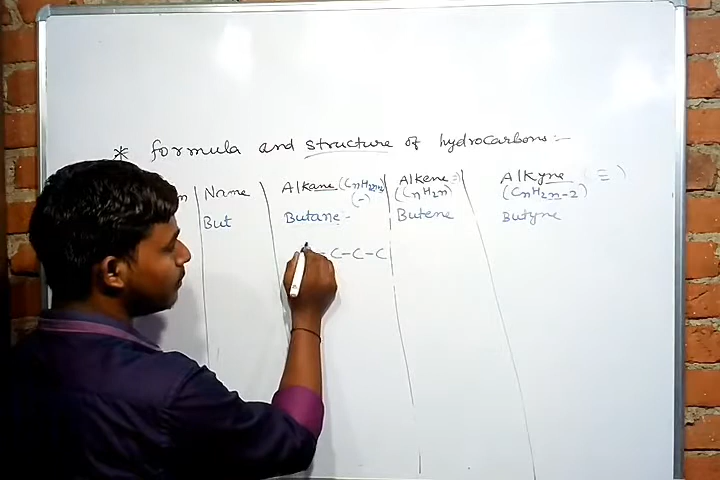 * formula and structure of hydrocarbons :-
n Name Alkane (CnH2n+2) (-) Alkene (=) (CnH2n) Alkyne (≡) (CnH2n-2)
But Butane - Butene Butyne
-C-C-C